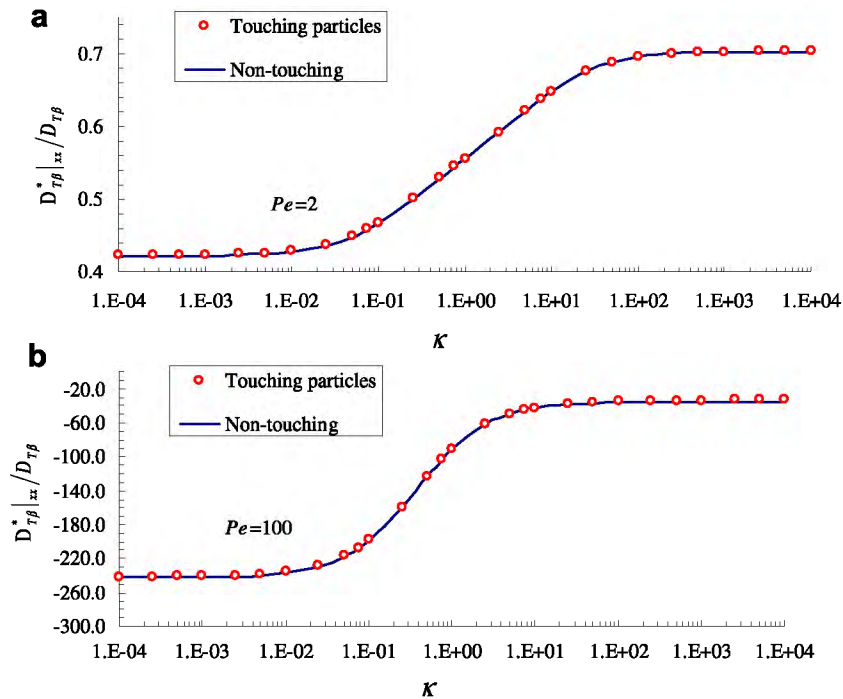 a
Touching particles
Non-touching
D*Tβ|xx/DTβ
0.7
0.6
0.5
0.4
Pe=2
1.E-04 1.E-03 1.E-02 1.E-01 1.E+00 1.E+01 1.E+02 1.E+03 1.E+04
κ
b
Touching particles
Non-touching
D*Tβ|xx/DTβ
-20.0
-60.0
-100.0
-140.0
-180.0
-220.0
-260.0
-300.0
Pe=100
1.E-04 1.E-03 1.E-02 1.E-01 1.E+00 1.E+01 1.E+02 1.E+03 1.E+04
κ